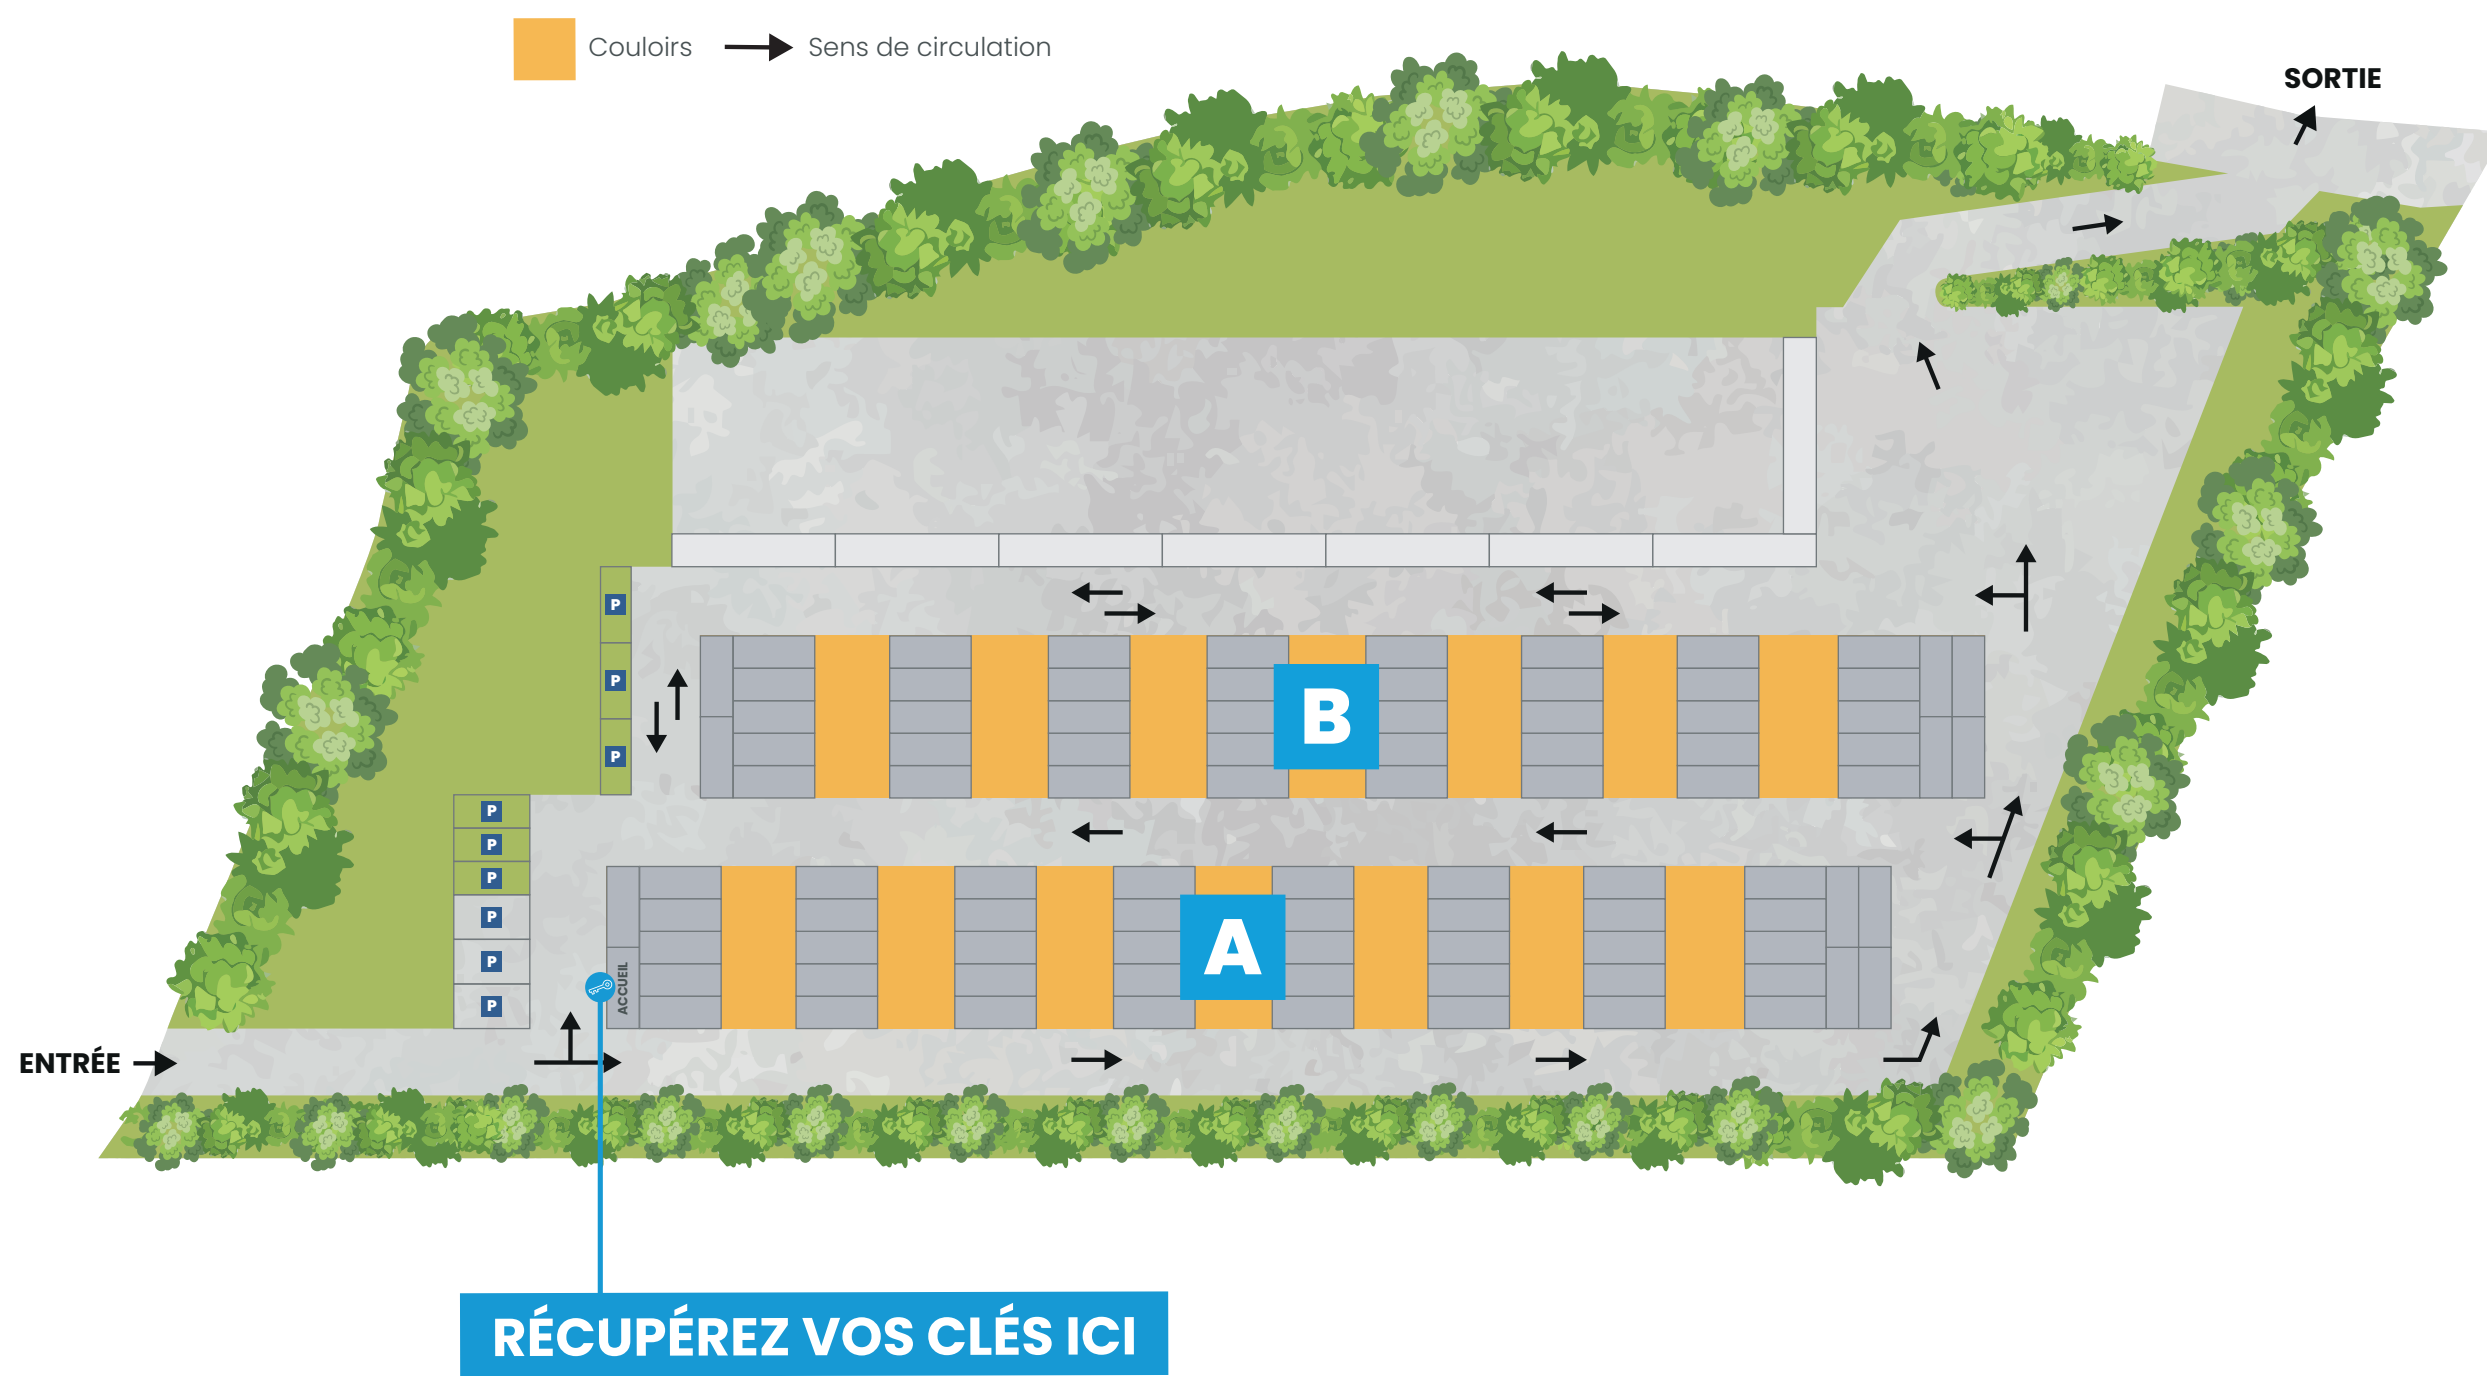 Couloirs
Sens de circulation
SORTIE
P
P
P
B
P
P
P
P
P
P
A
ACCUEIL
ENTRÉE
RÉCUPÉREZ VOS CLÉS ICI